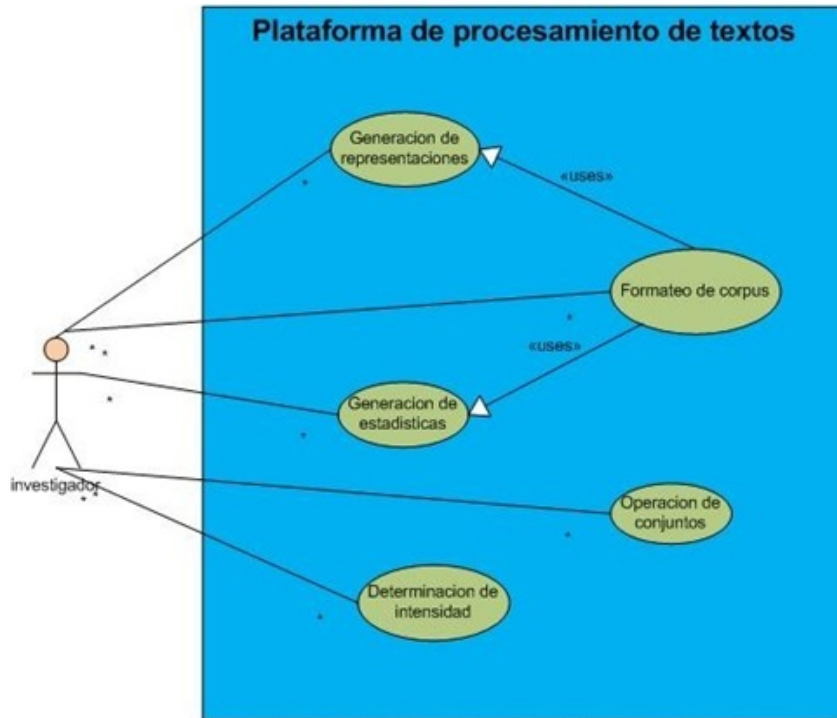 Plataforma de procesamiento de textos
Generacion de
representaciones
«uses»
Formateo de corpus
*
*
* *
«uses»
*
Generacion de
estadisticas
*
investigador
* *
Operacion de
conjuntos
*
Determinacion de
intensidad
*